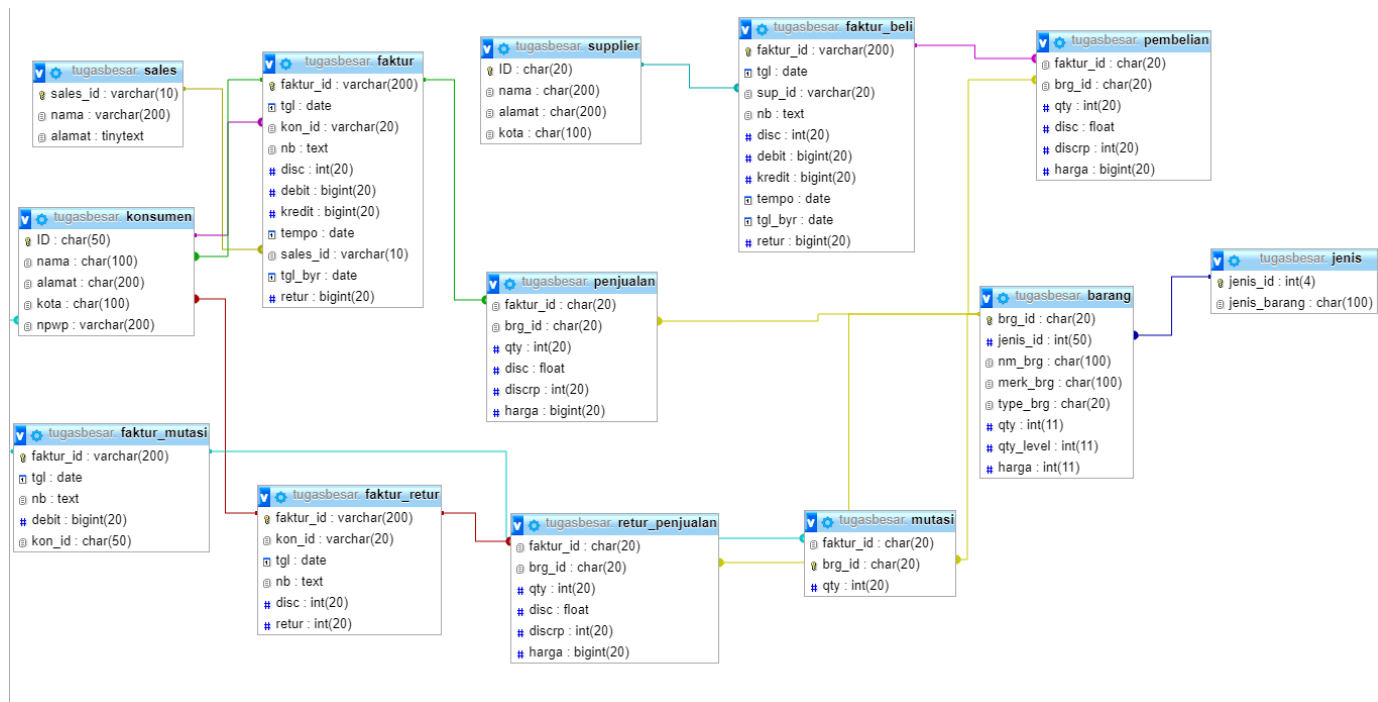 tugasbesar. sales
sales_id : varchar(10)
nama : varchar(200)
alamat : tinytext
tugasbesar. faktur
faktur_id : varchar(200)
tgl : date
kon_id : varchar(20)
nb : text
disc : int(20)
debit : bigint(20)
kredit : bigint(20)
tempo : date
sales_id : varchar(10)
tgl_byr : date
retur : bigint(20)
tugasbesar. supplier
ID : char(20)
nama : char(200)
alamat : char(200)
kota : char(100)
tugasbesar. faktur_beli
faktur_id : varchar(200)
tgl : date
sup_id : varchar(20)
nb : text
disc : int(20)
debit : bigint(20)
kredit : bigint(20)
tempo : date
tgl_byr : date
retur : bigint(20)
tugasbesar. pembelian
faktur_id : char(20)
brg_id : char(20)
qty : int(20)
disc : float
discrp : int(20)
harga : bigint(20)
tugasbesar. konsumen
ID : char(50)
nama : char(100)
alamat : char(200)
kota : char(100)
npwp : varchar(200)
tugasbesar. penjualan
faktur_id : char(20)
brg_id : char(20)
qty : int(20)
disc : float
discrp : int(20)
harga : bigint(20)
tugasbesar. barang
brg_id : char(20)
jenis_id : int(50)
nm_brg : char(100)
merk_brg : char(100)
type_brg : char(20)
qty : int(11)
qty_level : int(11)
harga : int(11)
tugasbesar. jenis
jenis_id : int(4)
jenis_barang : char(100)
tugasbesar. faktur_mutasi
faktur_id : varchar(200)
tgl : date
nb : text
debit : bigint(20)
kon_id : char(50)
tugasbesar. faktur_retur
faktur_id : varchar(200)
kon_id : varchar(20)
tgl : date
nb : text
disc : int(20)
retur : int(20)
tugasbesar. retur_penjualan
faktur_id : char(20)
brg_id : char(20)
qty : int(20)
disc : float
discrp : int(20)
harga : bigint(20)
tugasbesar. mutasi
faktur_id : char(20)
brg_id : char(20)
qty : int(20)